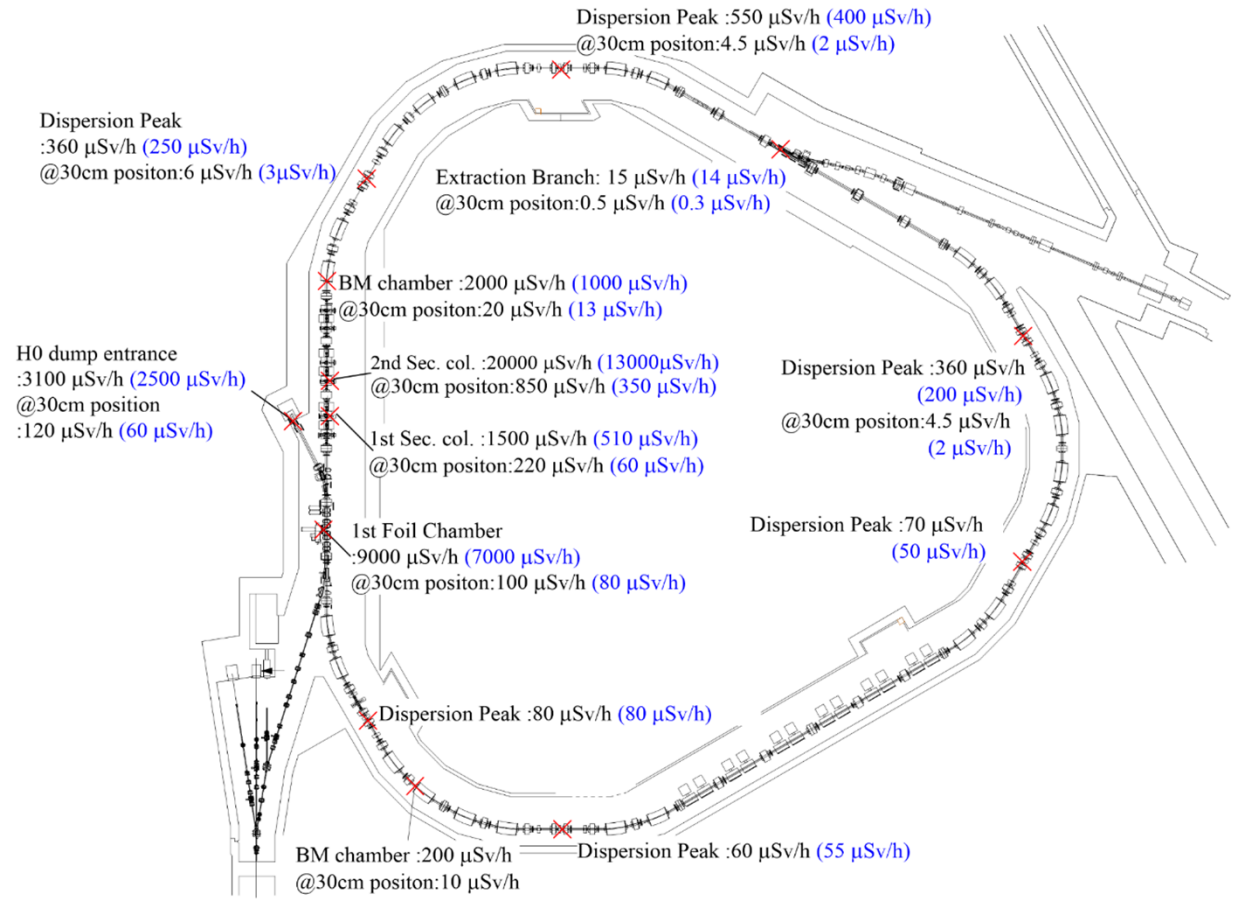 Dispersion Peak :550 μSv/h (400 μSv/h)
@30cm positon:4.5 μSv/h (2 μSv/h)
Dispersion Peak
:360 μSv/h (250 μSv/h)
@30cm positon:6 μSv/h (3μSv/h)
Extraction Branch: 15 μSv/h (14 μSv/h)
@30cm positon:0.5 μSv/h (0.3 μSv/h)
BM chamber :2000 μSv/h (1000 μSv/h)
@30cm positon:20 μSv/h (13 μSv/h)
H0 dump entrance
:3100 μSv/h (2500 μSv/h)
@30cm position
:120 μSv/h (60 μSv/h)
2nd Sec. col. :20000 μSv/h (13000μSv/h)
@30cm positon:850 μSv/h (350 μSv/h)
Dispersion Peak :360 μSv/h
(200 μSv/h)
@30cm positon:4.5 μSv/h
(2 μSv/h)
1st Sec. col. :1500 μSv/h (510 μSv/h)
@30cm positon:220 μSv/h (60 μSv/h)
1st Foil Chamber
:9000 μSv/h (7000 μSv/h)
@30cm positon:100 μSv/h (80 μSv/h)
Dispersion Peak :70 μSv/h
(50 μSv/h)
Dispersion Peak :80 μSv/h (80 μSv/h)
BM chamber :200 μSv/h
@30cm positon:10 μSv/h
Dispersion Peak :60 μSv/h (55 μSv/h)